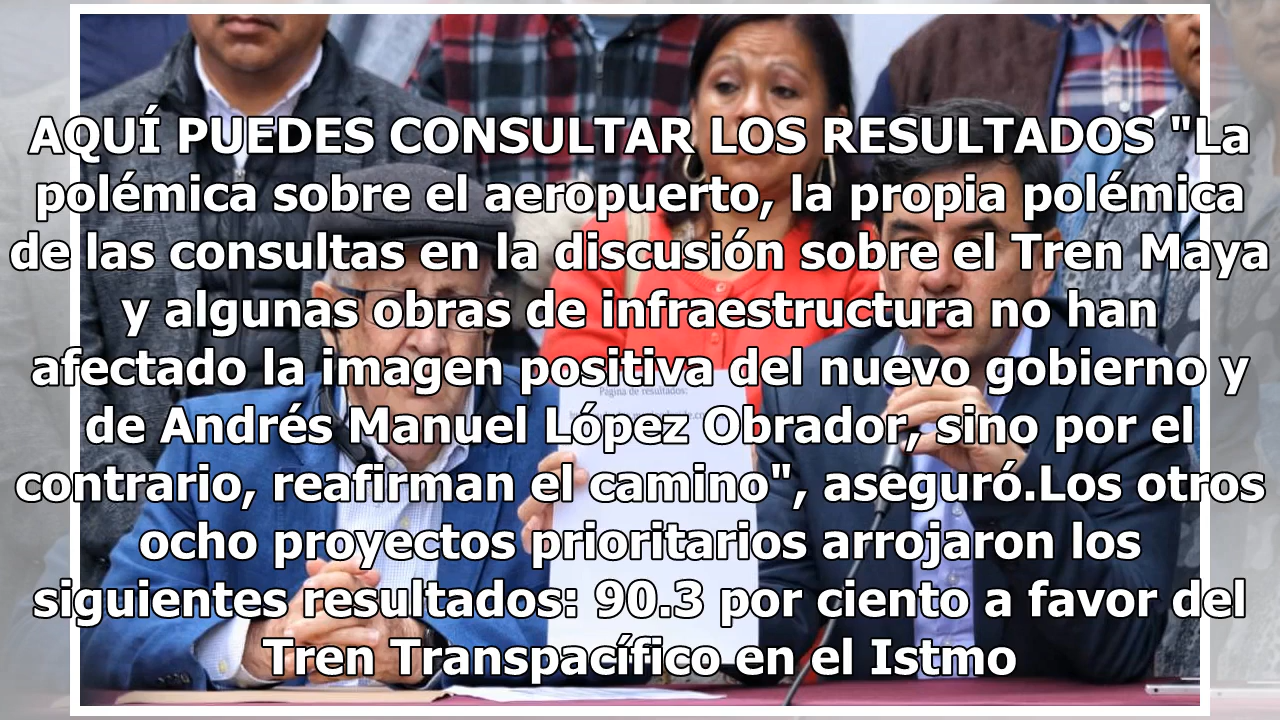 AQUÍ PUEDES CONSULTAR LOS RESULTADOS "La
polémica sobre el aeropuerto, la propia polémica
de las consultas en la discusión sobre el Tren Maya
y algunas obras de infraestructura no han
afectado la imagen positiva del nuevo gobierno y
de Andrés Manuel López Obrador, sino por el
contrario, reafirman el camino", aseguró.Los otros
ocho proyectos prioritarios arrojaron los
siguientes resultados: 90.3 por ciento a favor del
Tren Transpacífico en el Istmo
Página de resultados: